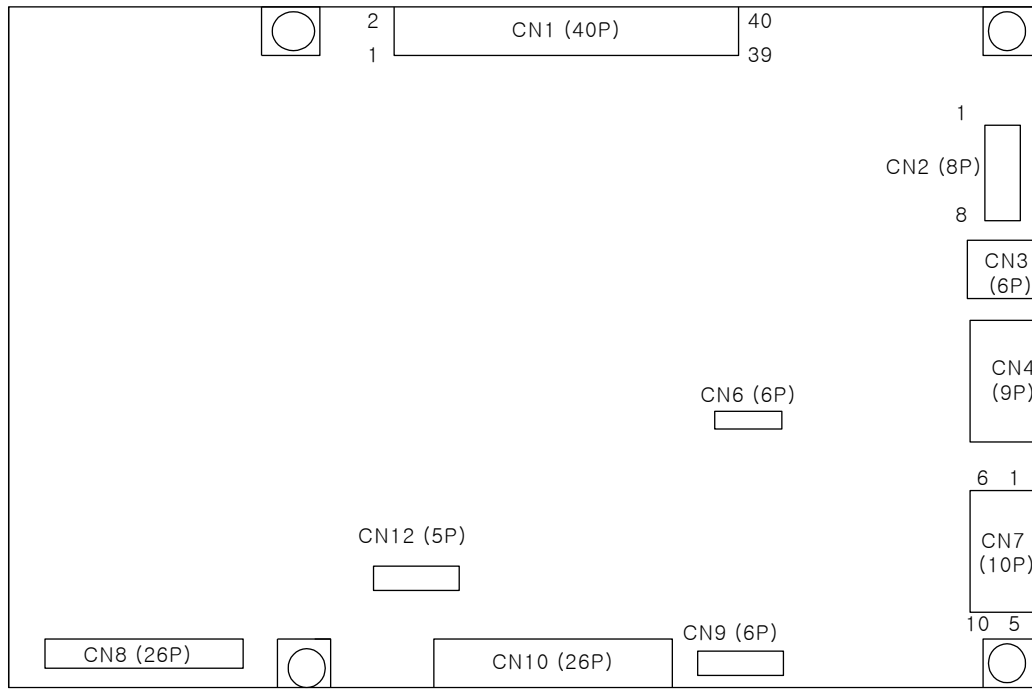 2
CN1 (40P)
40
1
39
1
CN2 (8P)
8
CN3
(6P)
CN4
(9P)
CN6 (6P)
6 1
CN7
(10P)
10 5
CN12 (5P)
CN8 (26P)
CN10 (26P)
CN9 (6P)